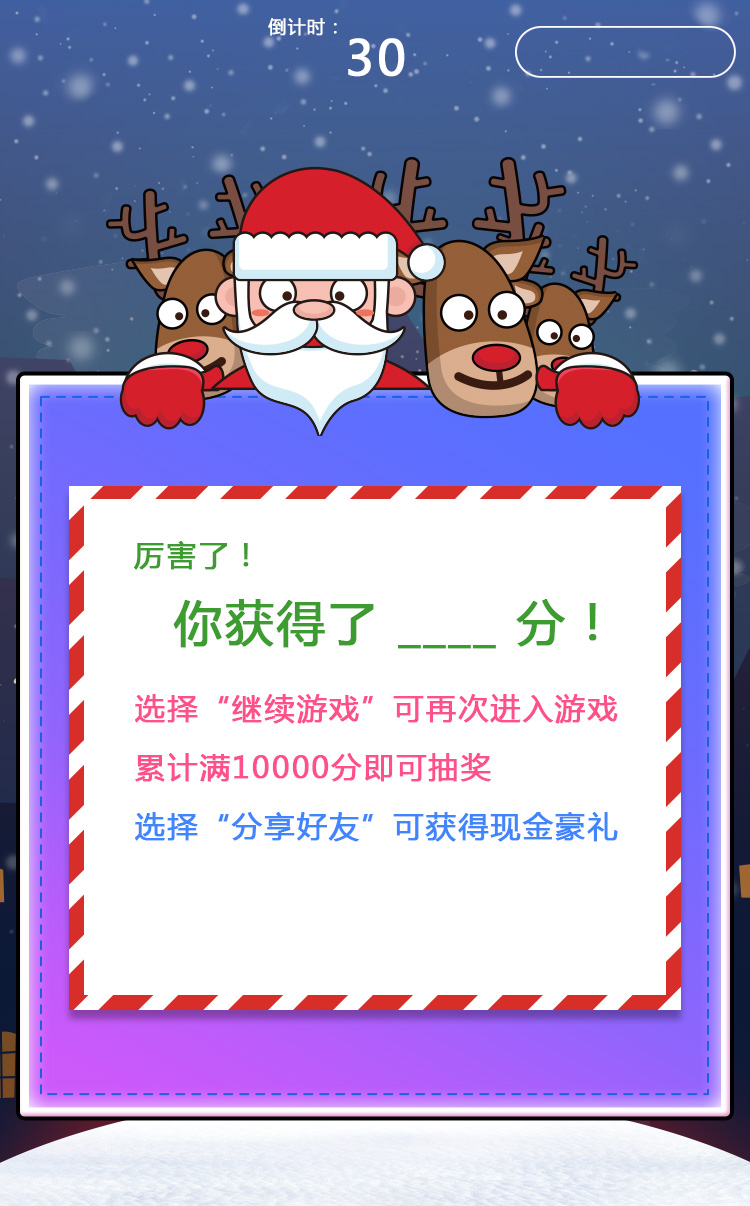 倒计时：
30
厉害了！
你获得了 ____ 分！
选择“继续游戏”可再次进入游戏
累计满10000分即可抽奖
选择“分享好友”可获得现金豪礼